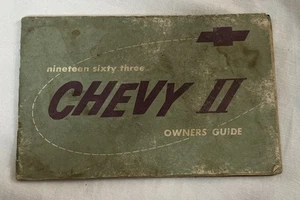 nineteen sixty three
CHEVY II
OWNERS GUIDE